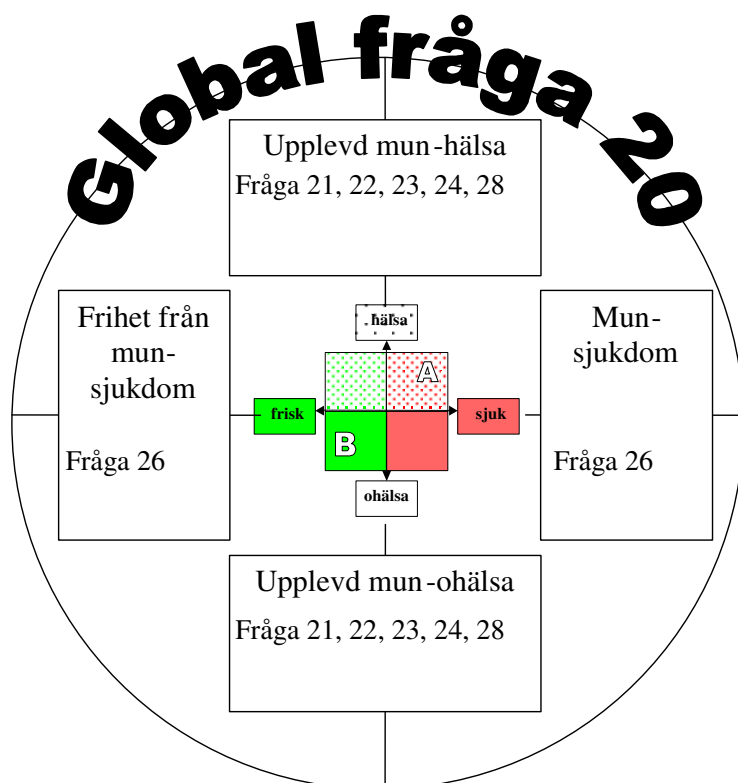 Global fråga 20
Upplevd mun-hälsa
Fråga 21, 22, 23, 24, 28
Frihet från
mun-
sjukdom
Fråga 26
hälsa
A
frisk
sjuk
B
ohälsa
Mun-
sjukdom
Fråga 26
Upplevd mun-ohälsa
Fråga 21, 22, 23, 24, 28